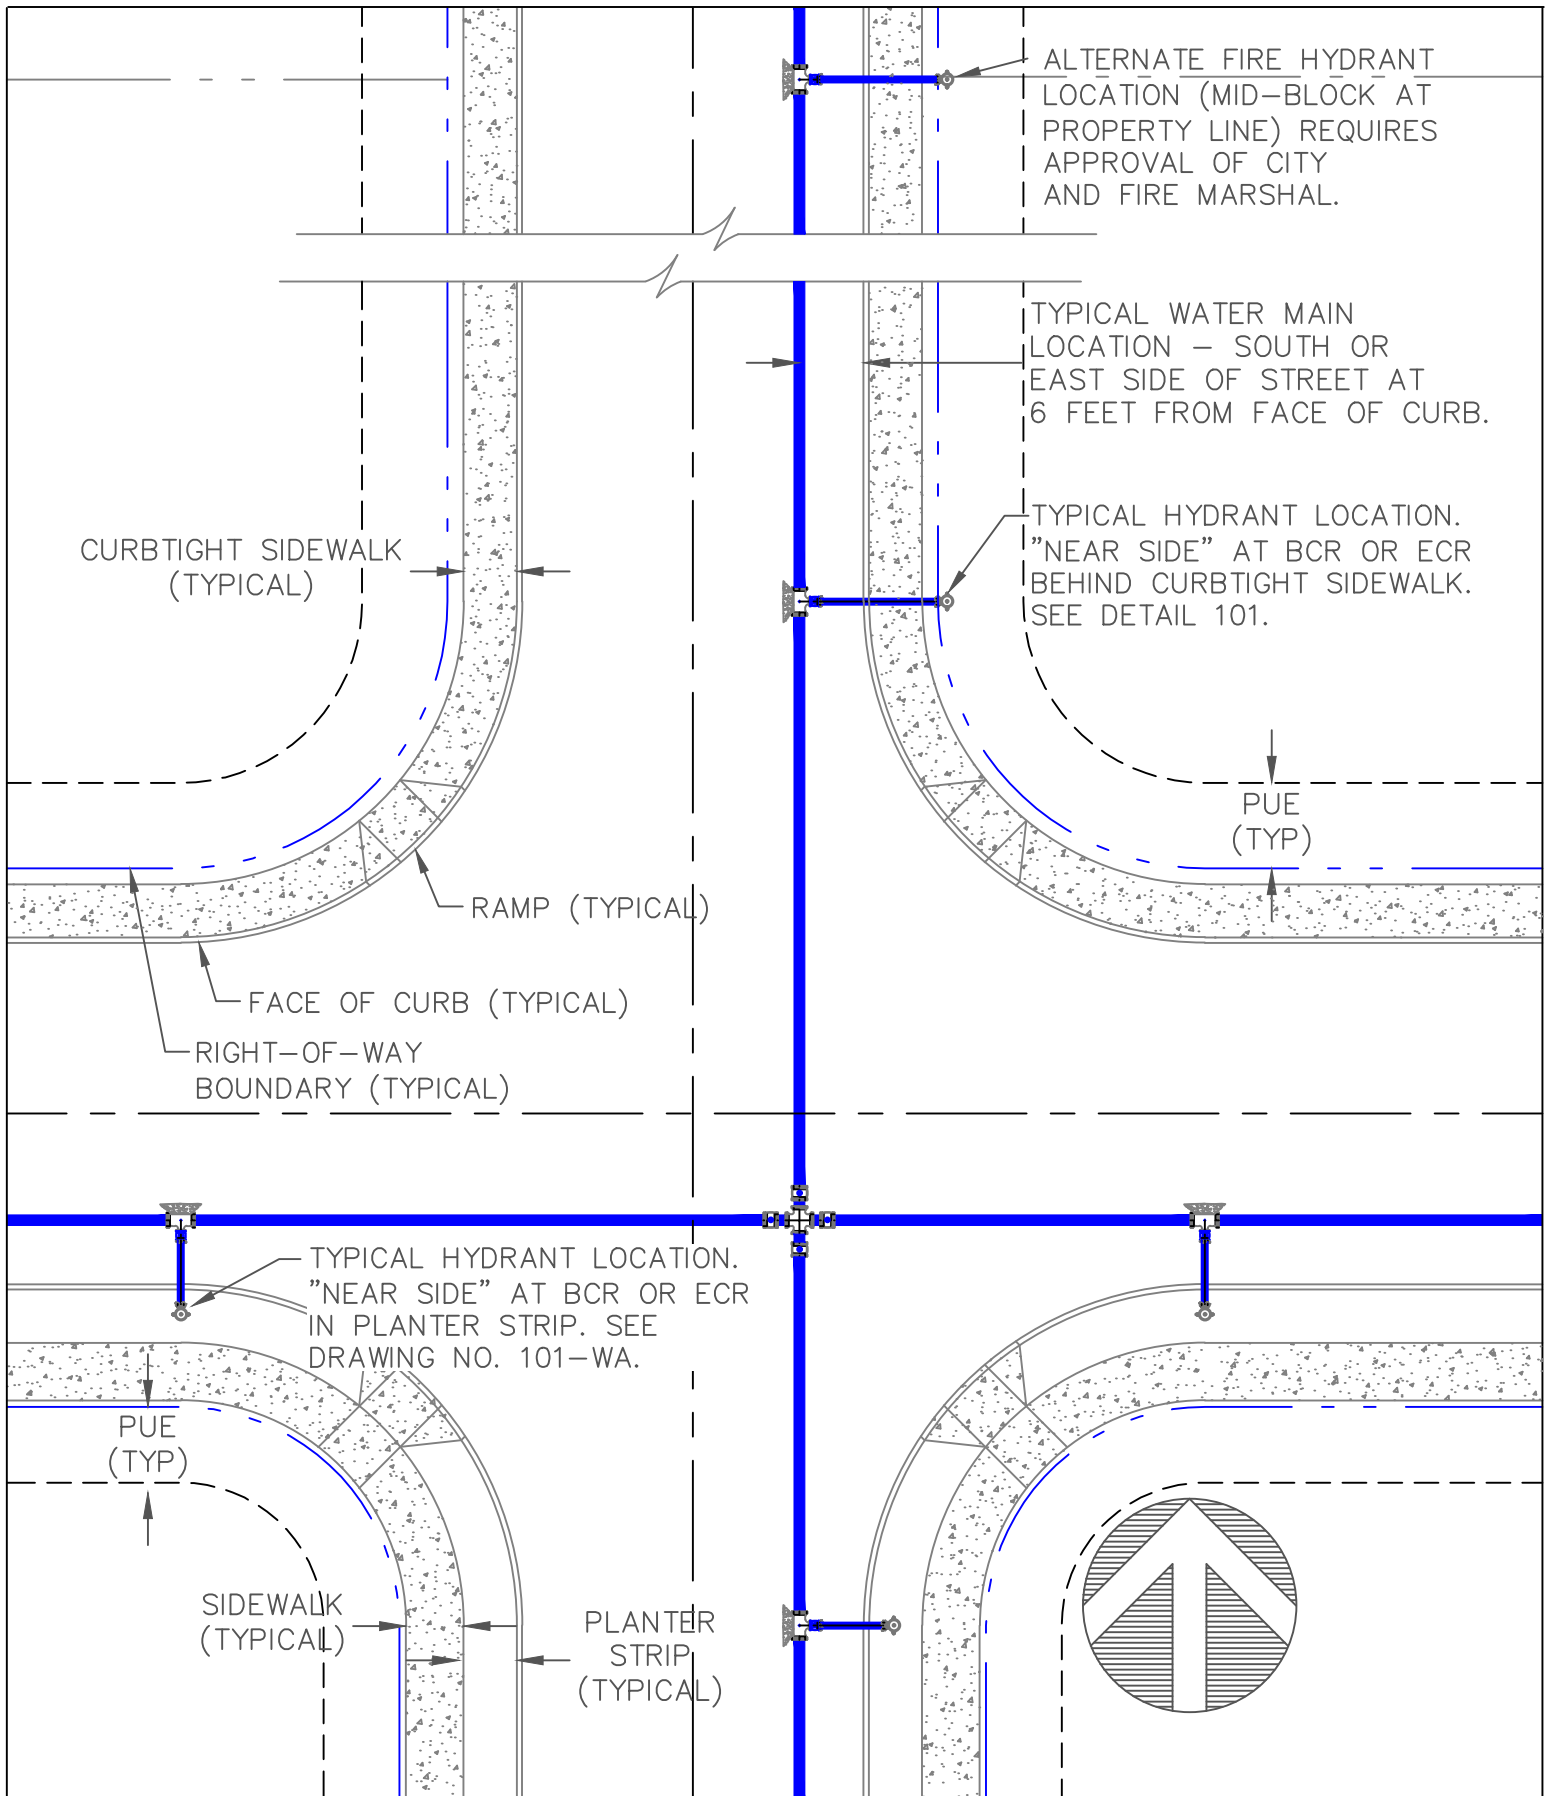 ALTERNATE FIRE HYDRANT
LOCATION (MID-BLOCK AT
PROPERTY LINE) REQUIRES
APPROVAL OF CITY
AND FIRE MARSHAL.
TYPICAL WATER MAIN
LOCATION - SOUTH OR
EAST SIDE OF STREET AT
6 FEET FROM FACE OF CURB.
CURBTIGHT SIDEWALK
(TYPICAL)
TYPICAL HYDRANT LOCATION.
"NEAR SIDE" AT BCR OR ECR
BEHIND CURBTIGHT SIDEWALK.
SEE DETAIL 101.
PUE
(TYP)
RAMP (TYPICAL)
FACE OF CURB (TYPICAL)
RIGHT-OF-WAY
BOUNDARY (TYPICAL)
TYPICAL HYDRANT LOCATION.
"NEAR SIDE" AT BCR OR ECR
IN PLANTER STRIP. SEE
DRAWING NO. 101-WA.
PUE
(TYP)
SIDEWALK
(TYPICAL)
PLANTER
STRIP
(TYPICAL)